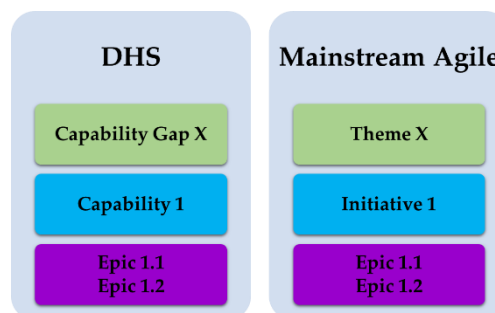 DHS
Capability Gap X
Capability 1
Epic 1.1
Epic 1.2
Mainstream Agile
Theme X
Initiative 1
Epic 1.1
Epic 1.2